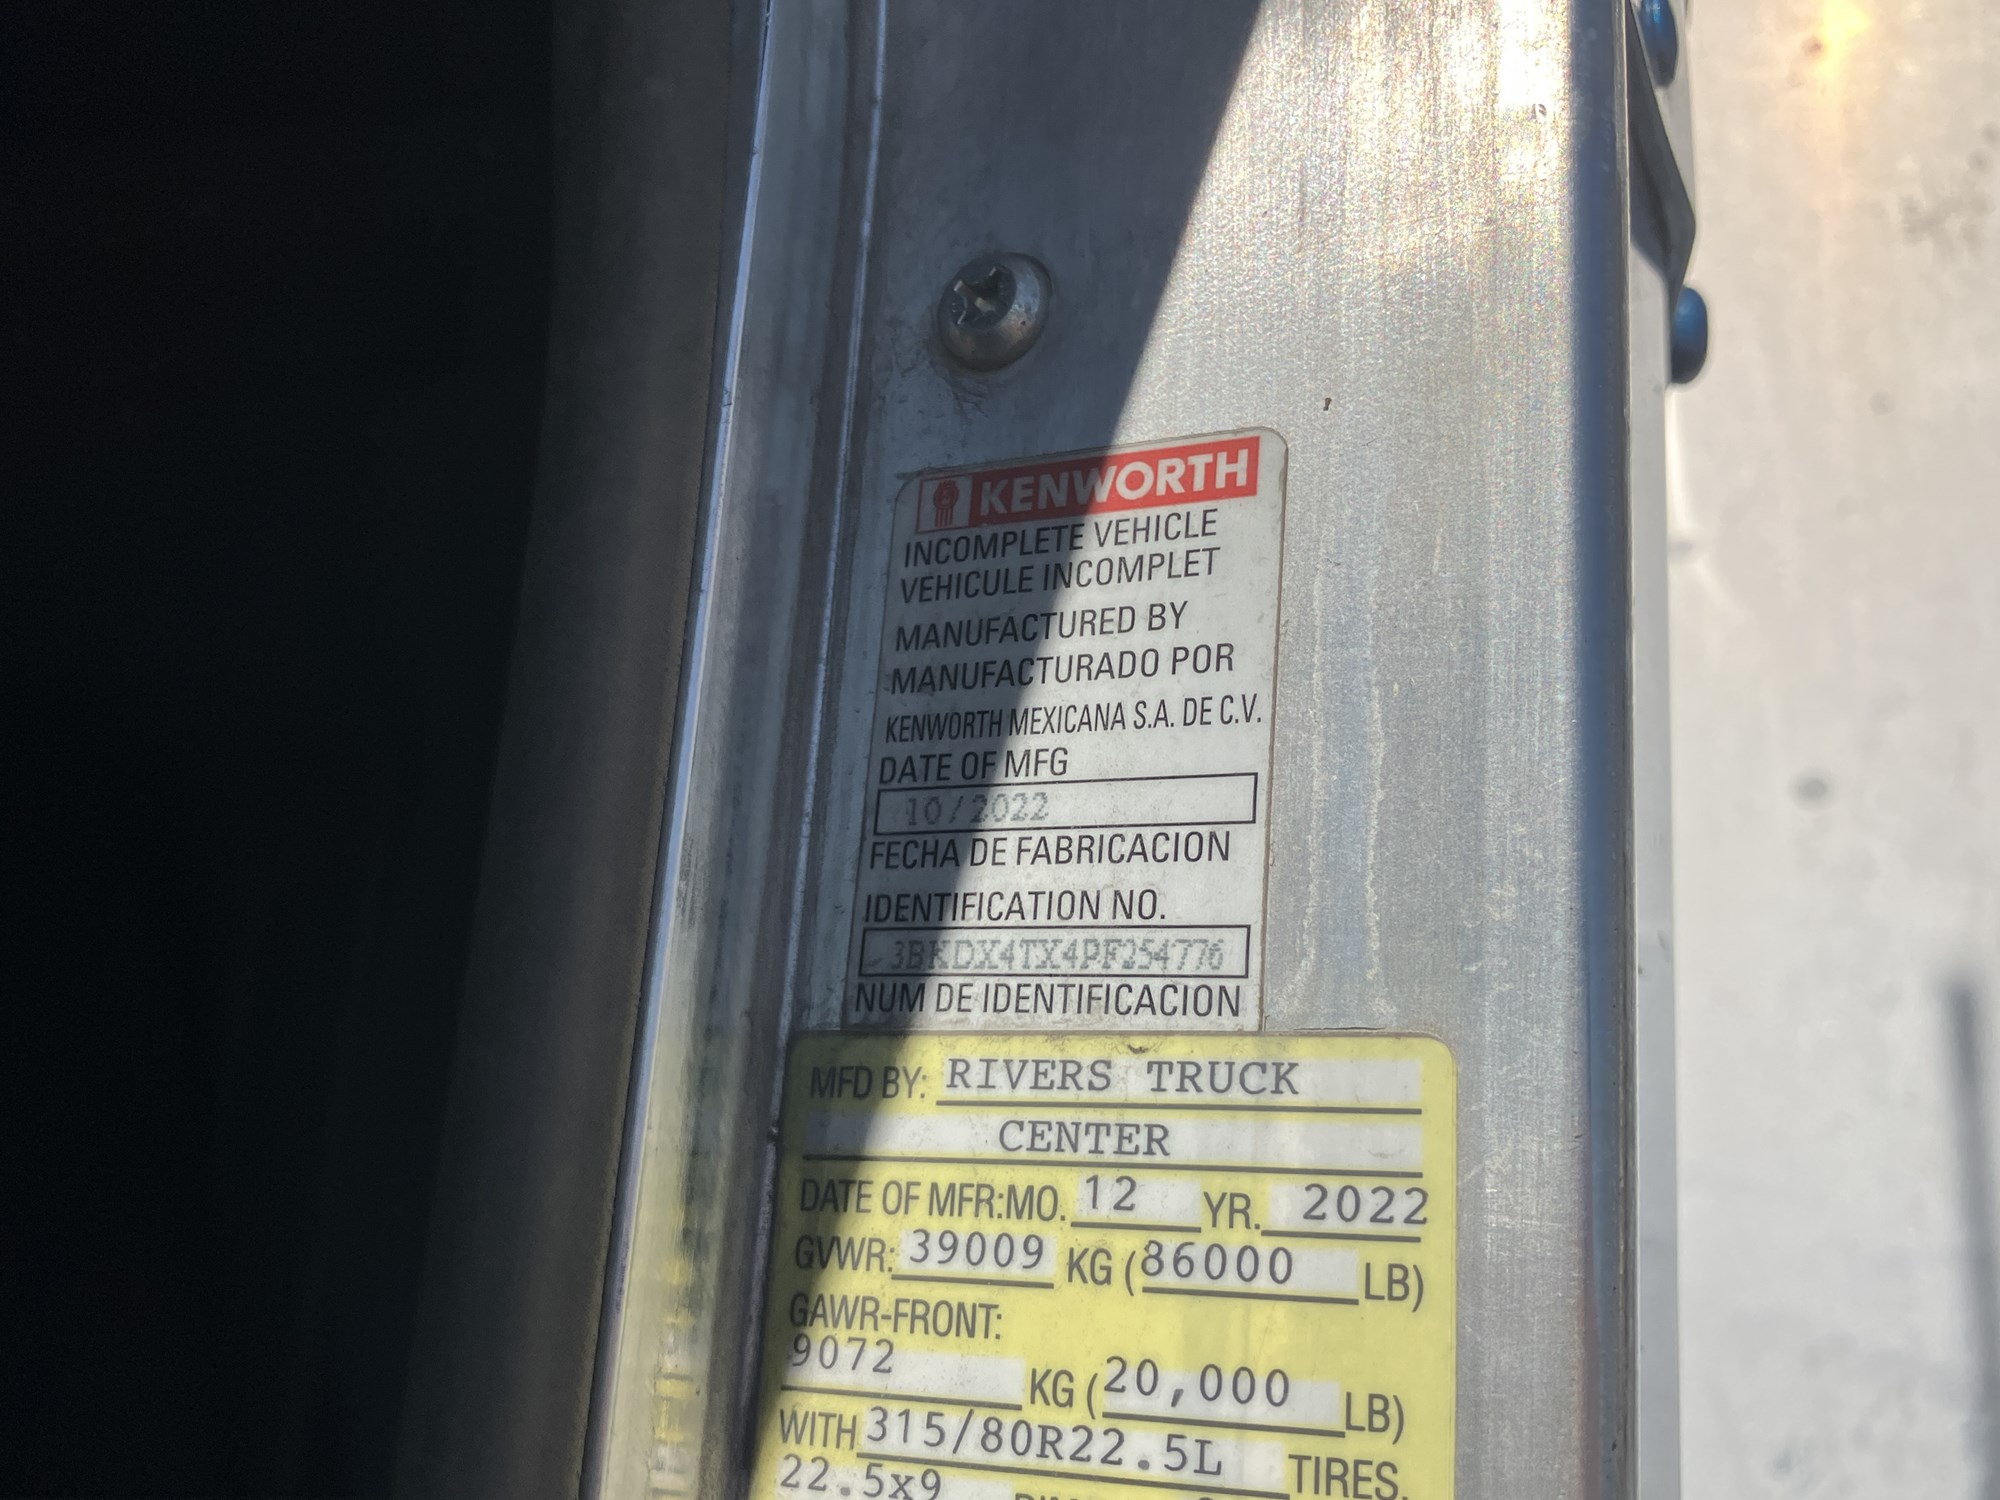 KENWORTH
INCOMPLETE VEHICLE
VEHICULE INCOMPLET
MANUFACTURED BY
MANUFACTURADO POR
KENWORTH MEXICANA S.A. DE C.V.
DATE OF MFG
10/2022
FECHA DE FABRICACION
IDENTIFICATION NO.
3BKDX4TX4PF254776
NUM DE IDENTIFICACION
MFD BY: RIVERS TRUCK
CENTER
DATE OF MFR:MO. 12 YR. 2022
GVWR: 39009 KG (86000 LB)
GAWR-FRONT:
9072 KG (20,000 LB)
WITH 315/80R22.5L TIRES.
22.5x9